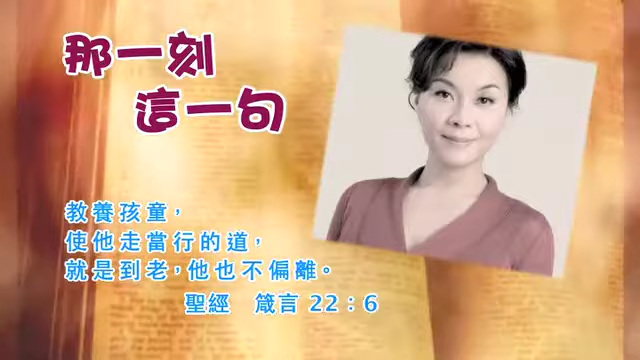 那一刻
這一句
教養孩童，
使他走當行的道，
就是到老，他也不偏離。
聖經　箴言 22：6